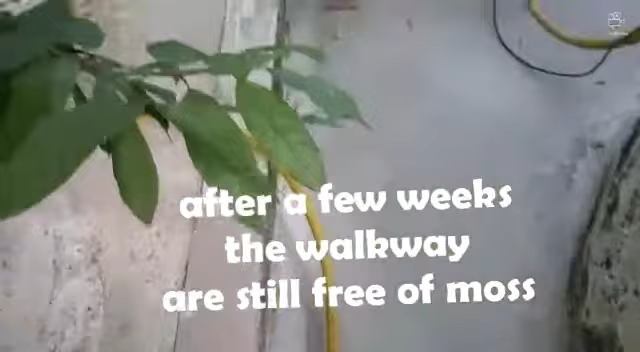 after a few weeks
the walkway
are still free of moss